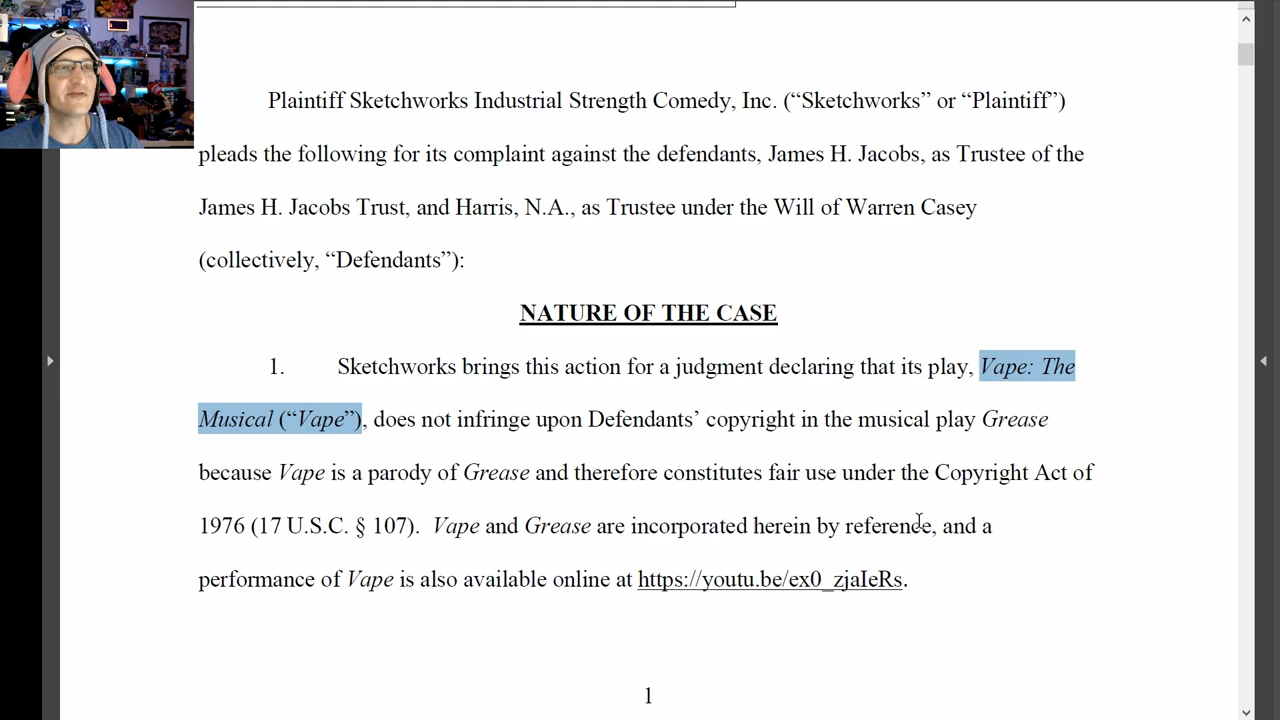 Plaintiff Sketchworks Industrial Strength Comedy, Inc. (“Sketchworks” or “Plaintiff”)
pleads the following for its complaint against the defendants, James H. Jacobs, as Trustee of the
James H. Jacobs Trust, and Harris, N.A., as Trustee under the Will of Warren Casey
(collectively, “Defendants”):
NATURE OF THE CASE
1. Sketchworks brings this action for a judgment declaring that its play, Vape: The
Musical (“Vape”), does not infringe upon Defendants’ copyright in the musical play Grease
because Vape is a parody of Grease and therefore constitutes fair use under the Copyright Act of
1976 (17 U.S.C. § 107). Vape and Grease are incorporated herein by reference, and a
performance of Vape is also available online at https://youtu.be/ex0_zjaIeRs.
1